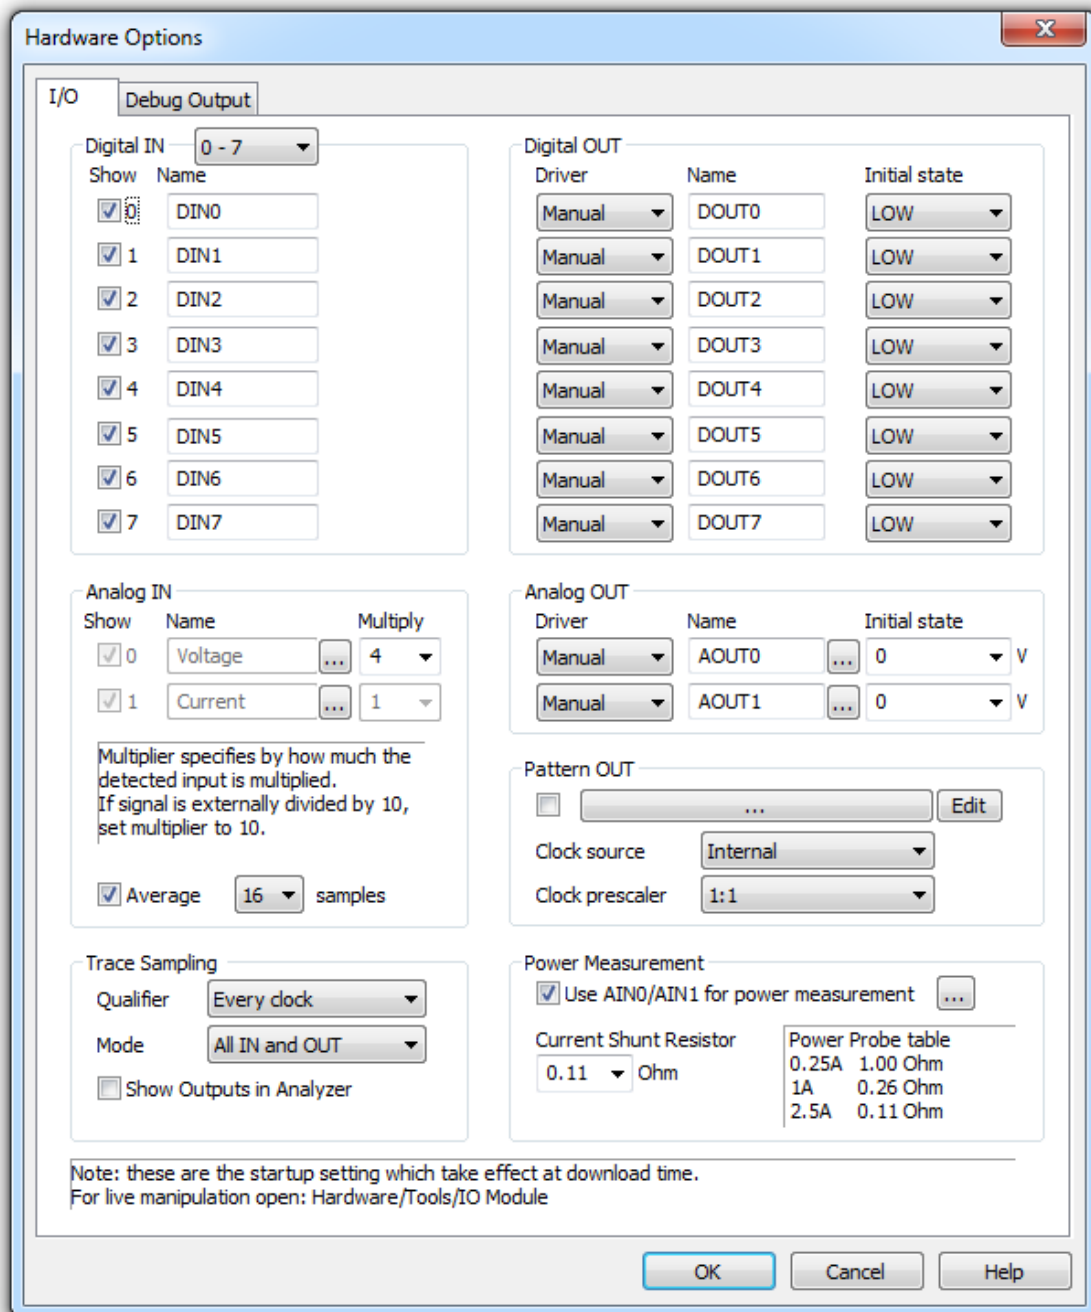 Hardware Options
I/O
Debug Output
Digital IN 0 - 7
Show Name
0 DIN0
1 DIN1
2 DIN2
3 DIN3
4 DIN4
5 DIN5
6 DIN6
7 DIN7
Digital OUT
Driver Name Initial state
Manual DOUT0 LOW
Manual DOUT1 LOW
Manual DOUT2 LOW
Manual DOUT3 LOW
Manual DOUT4 LOW
Manual DOUT5 LOW
Manual DOUT6 LOW
Manual DOUT7 LOW
Analog IN
Show Name Multiply
0 Voltage ... 4
1 Current ... 1
Multiplier specifies by how much the
detected input is multiplied.
If signal is externally divided by 10,
set multiplier to 10.
Average 16 samples
Analog OUT
Driver Name Initial state
Manual AOUT0 ... 0 V
Manual AOUT1 ... 0 V
Pattern OUT
... Edit
Clock source Internal
Clock prescaler 1:1
Trace Sampling
Qualifier Every clock
Mode All IN and OUT
Show Outputs in Analyzer
Power Measurement
Use AIN0/AIN1 for power measurement ...
Current Shunt Resistor
0.11 Ohm
Power Probe table
0.25A 1.00 Ohm
1A 0.26 Ohm
2.5A 0.11 Ohm
Note: these are the startup setting which take effect at download time.
For live manipulation open: Hardware/Tools/IO Module
OK Cancel Help